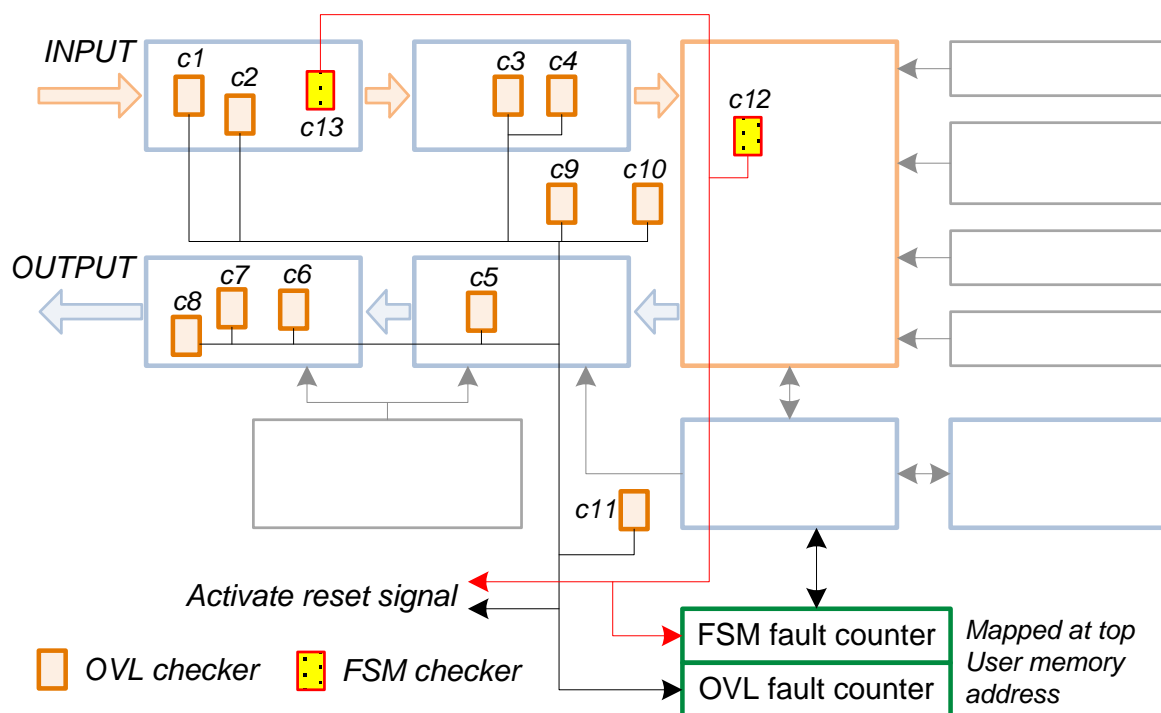 INPUT
c1
c2
c13
c3
c4
c12
c9
c10
OUTPUT
c8
c7
c6
c5
c11
Activate reset signal
FSM fault counter
OVL fault counter
Mapped at top
User memory
address
OVL checker
FSM checker